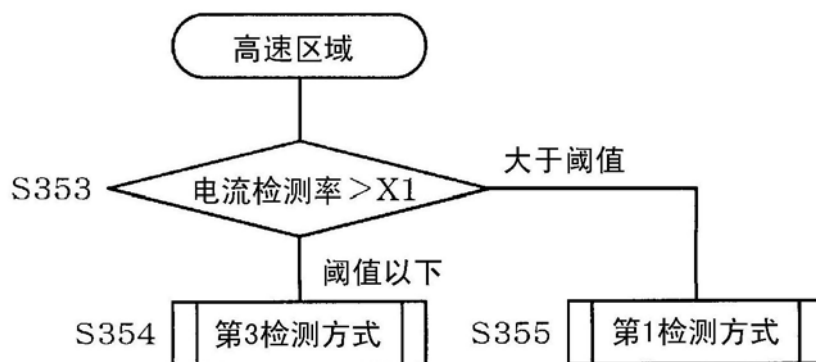 高速区域
S353 电流检测率＞X1
大于阈值
阈值以下
S354 第3检测方式
S355 第1检测方式